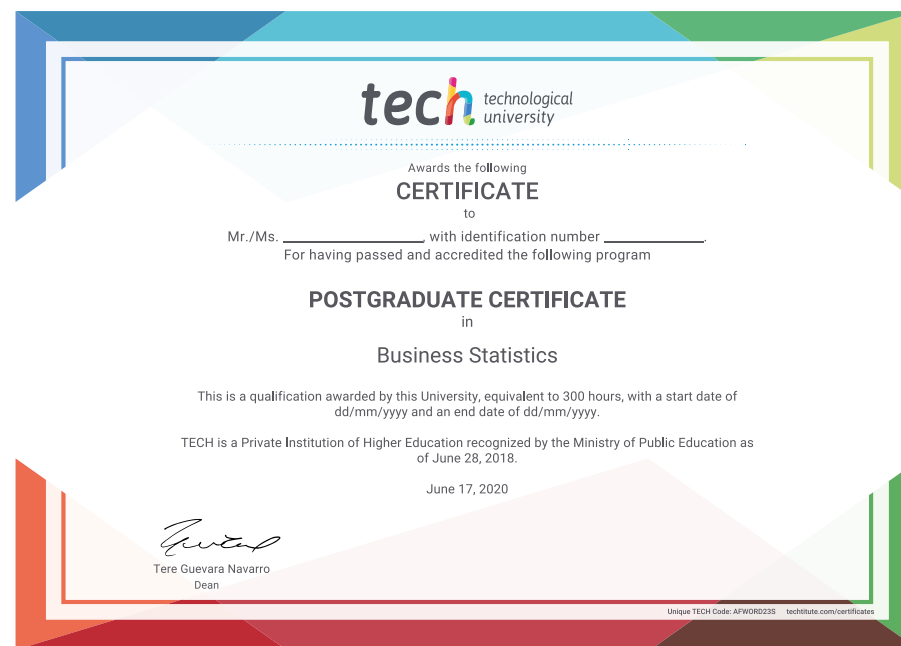 tech technological
university
Awards the following
CERTIFICATE
to
Mr./Ms. ____________, with identification number ____________.
For having passed and accredited the following program
POSTGRADUATE CERTIFICATE
in
Business Statistics
This is a qualification awarded by this University, equivalent to 300 hours, with a start date of
dd/mm/yyyy and an end date of dd/mm/yyyy.
TECH is a Private Institution of Higher Education recognized by the Ministry of Public Education as
of June 28, 2018.
June 17, 2020
Tere Guevara Navarro
Dean
Unique TECH Code: AFWORD23S techtitute.com/certificates